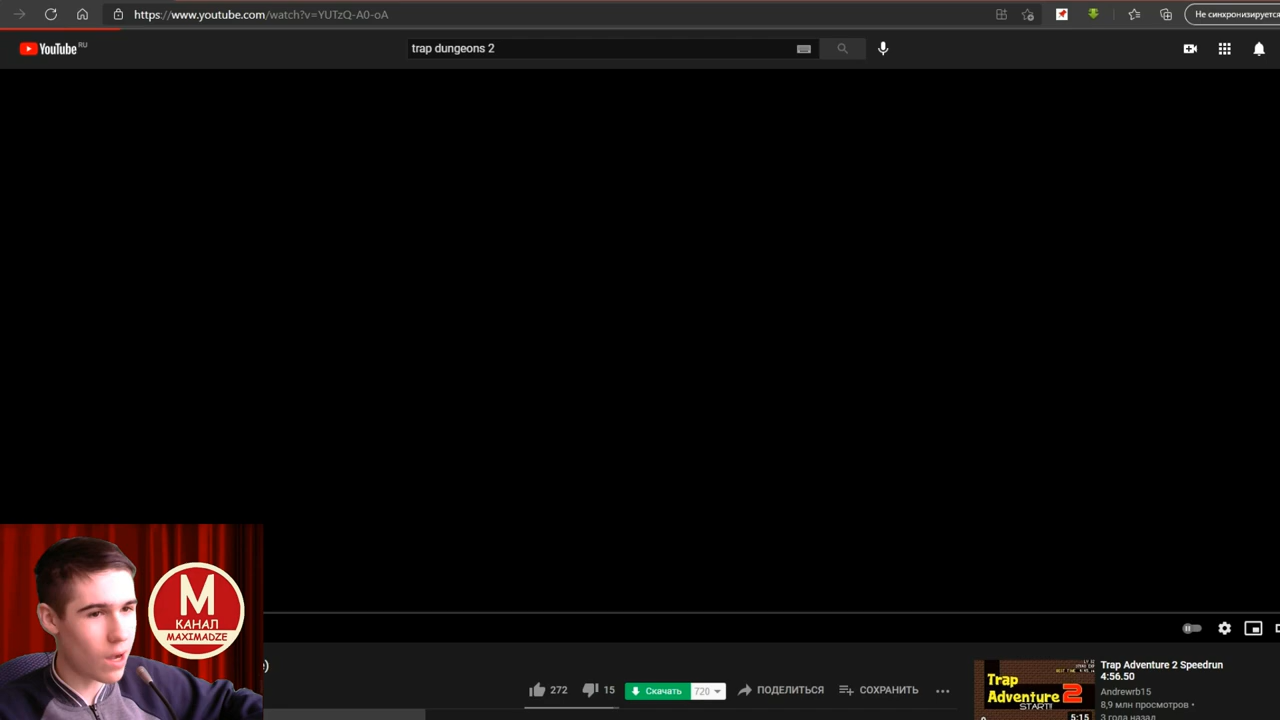 https://www.youtube.com/watch?v=YUTzQ-A0-oA
Не синхронизируется
YouTube RU
trap dungeons 2
М
КАНАЛ
MAXIMADZE
272
15
Скачать
720
ПОДЕЛИТЬСЯ
СОХРАНИТЬ
Trap
Adventure 2
START!!
5:15
Trap Adventure 2 Speedrun
4:56.50
Andrewrb15
8,9 млн просмотров •
3 года назад